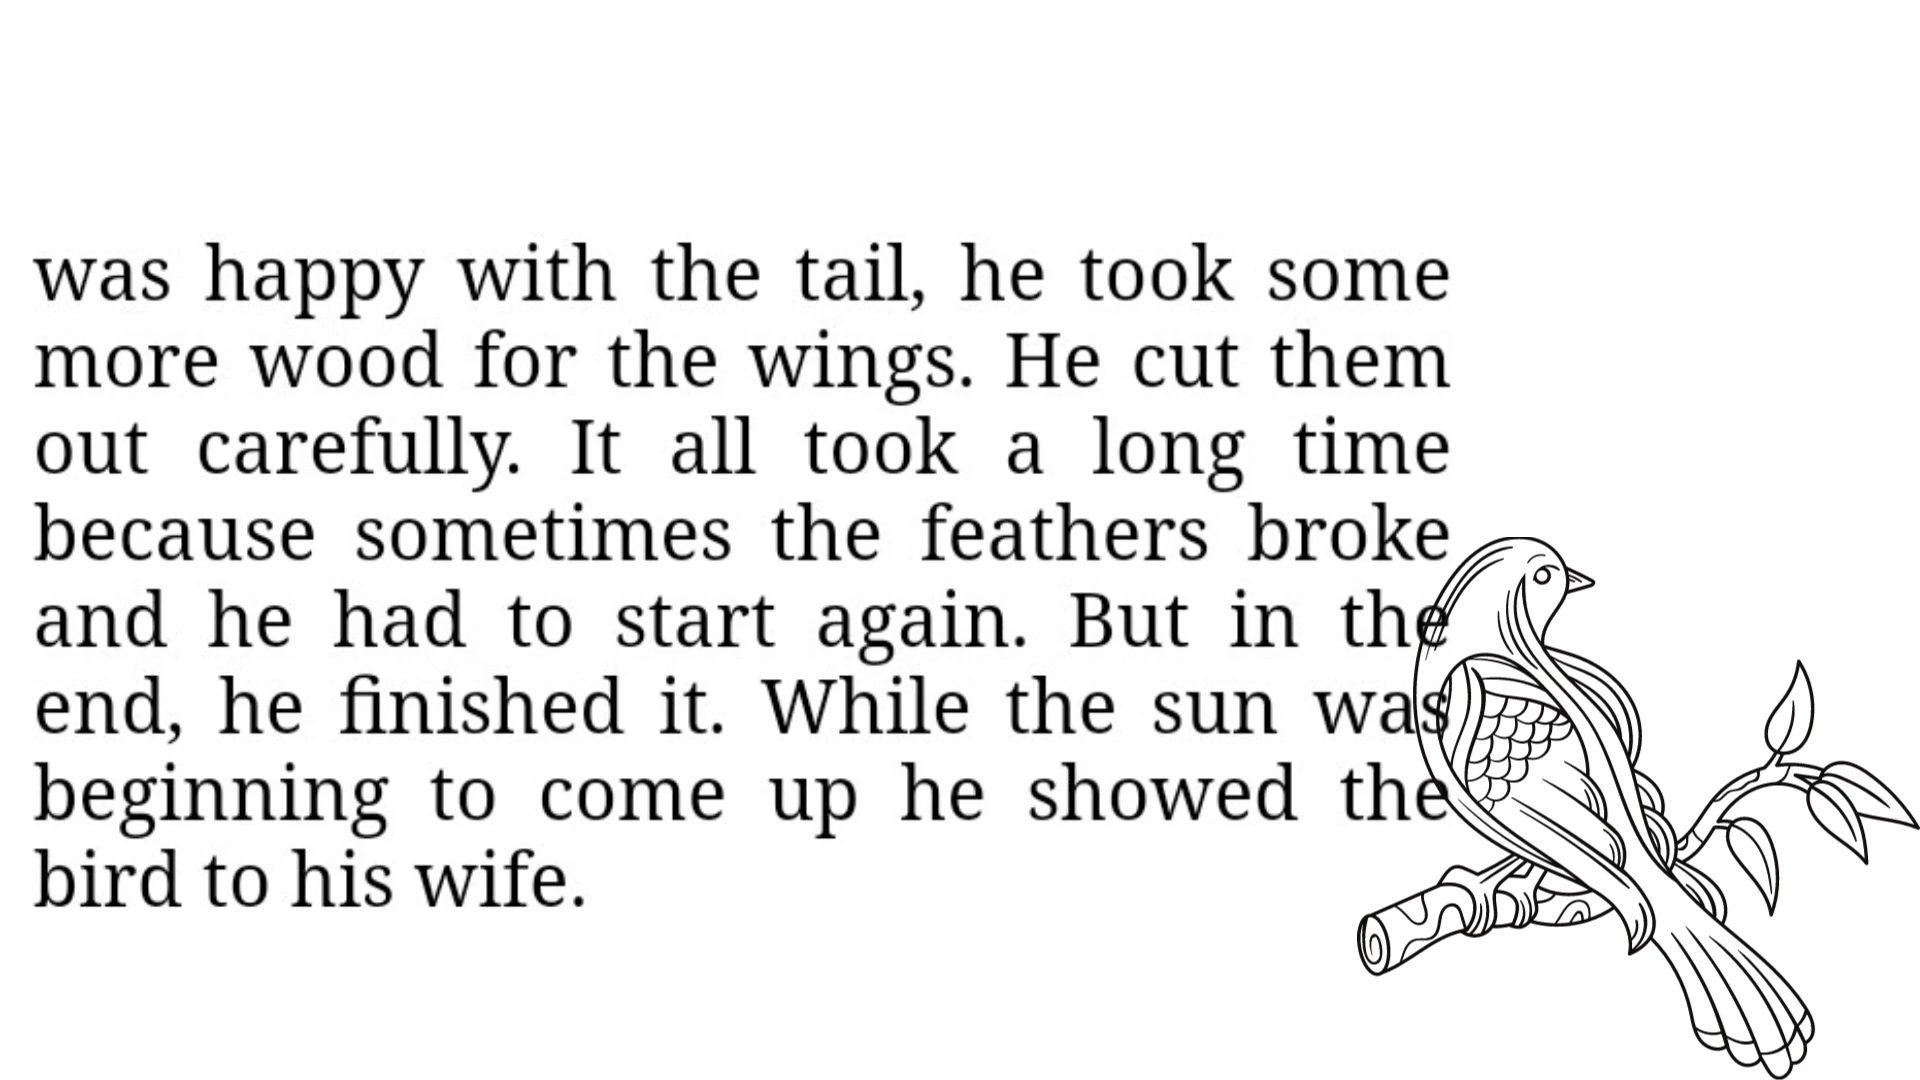 was happy with the tail, he took some
more wood for the wings. He cut them
out carefully. It all took a long time
because sometimes the feathers broke
and he had to start again. But in the
end, he finished it. While the sun was
beginning to come up he showed the
bird to his wife.